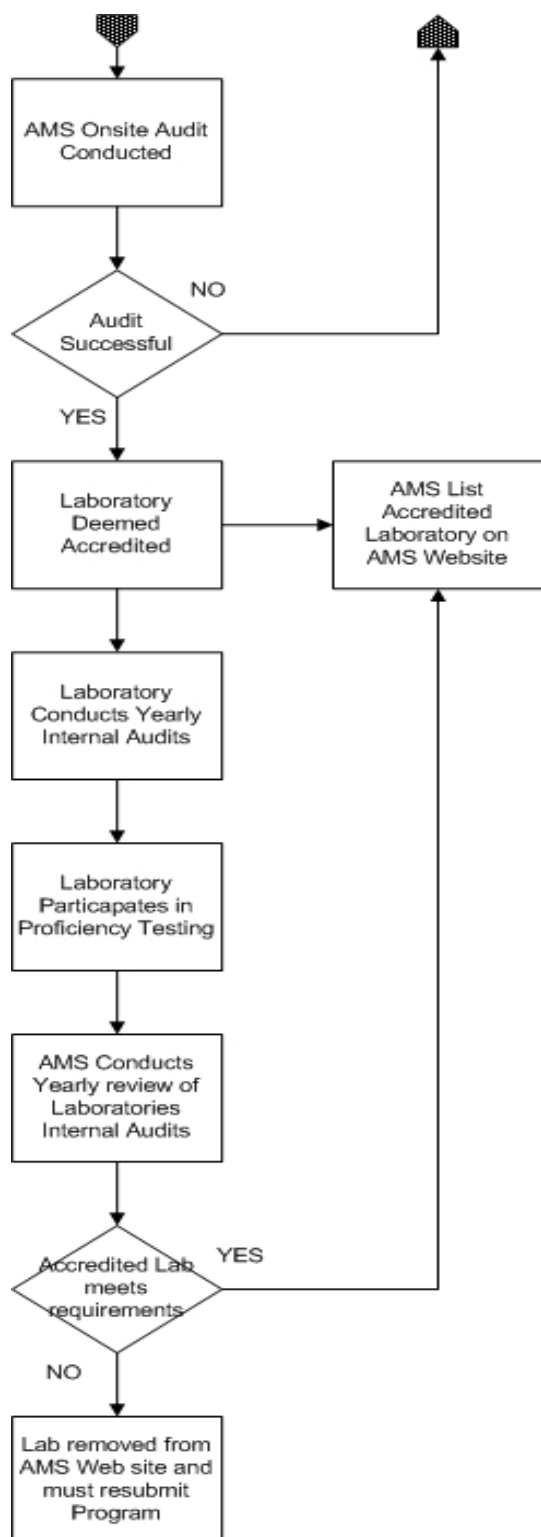 AMS Onsite Audit
Conducted
NO
Audit
Successful
YES
Laboratory
Deemed
Accredited
AMS List
Accredited
Laboratory on
AMS Website
Laboratory
Conducts Yearly
Internal Audits
Laboratory
Particapates in
Proficiency Testing
AMS Conducts
Yearly review of
Laboratories
Internal Audits
Accredited Lab
meets
requirements
YES
NO
Lab removed from
AMS Web site and
must resubmit
Program